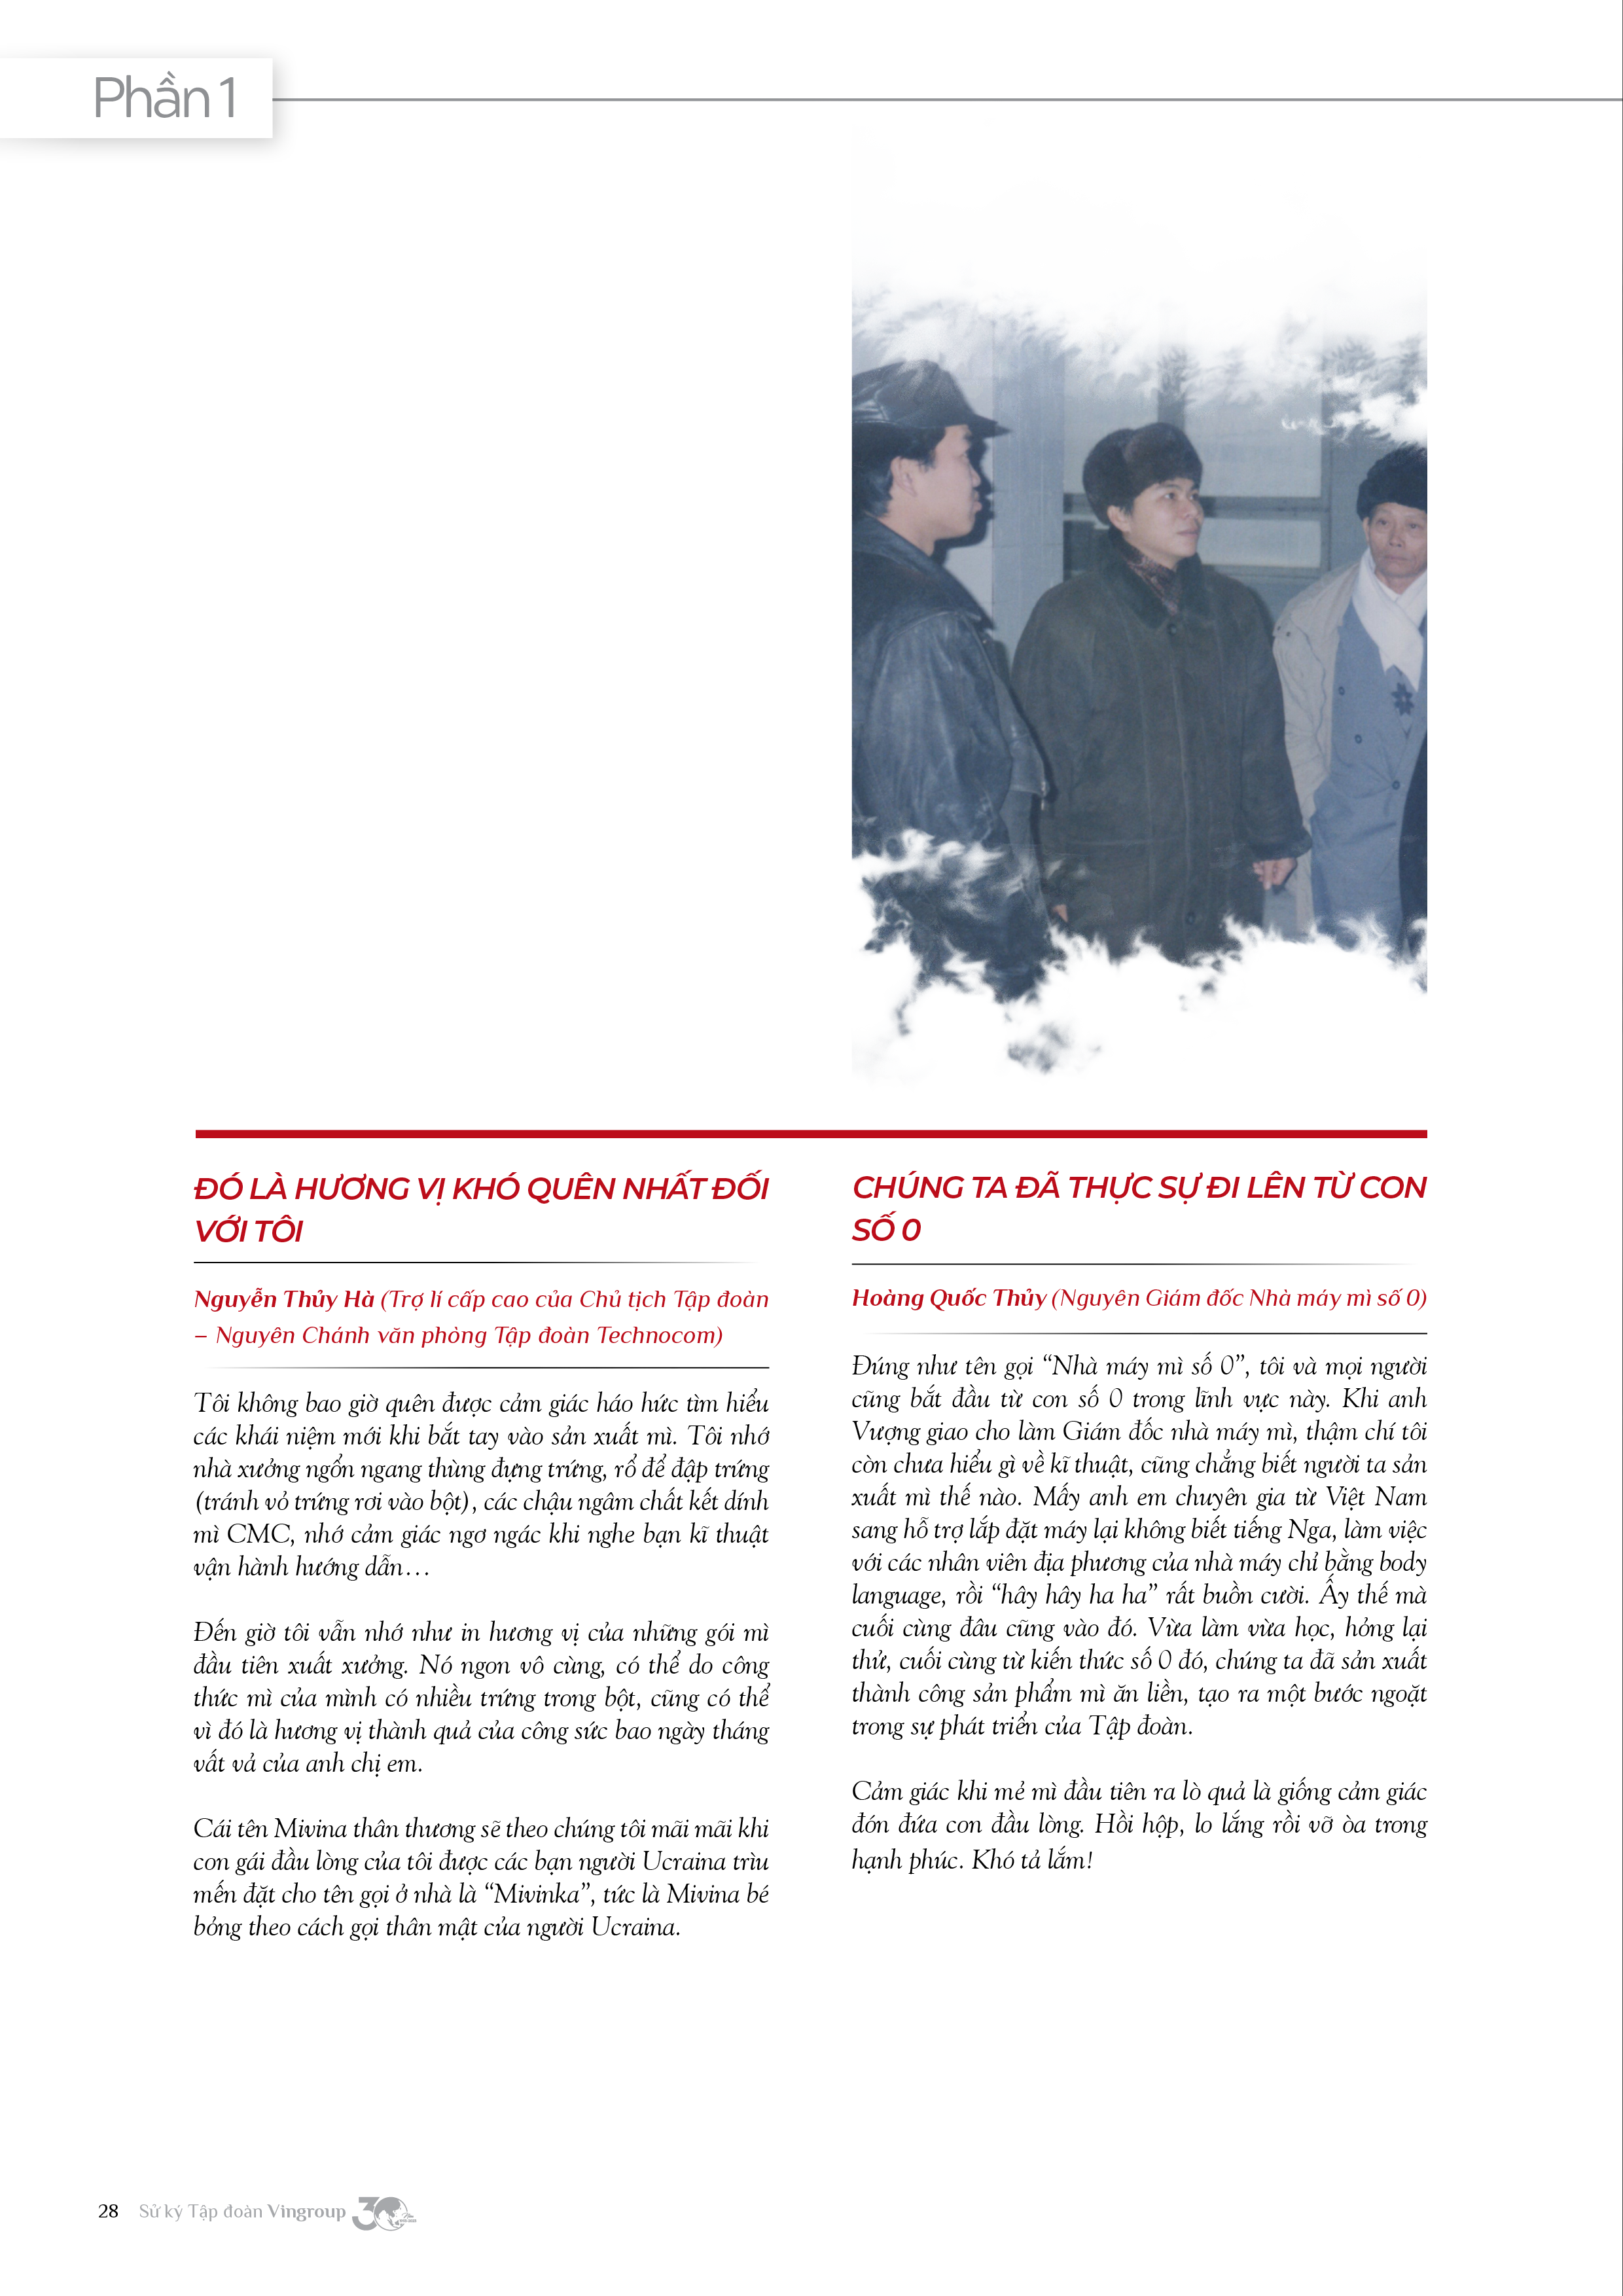 Phần 1
ĐÓ LÀ HƯƠNG VỊ KHÓ QUÊN NHẤT ĐỐI
VỚI TÔI
Nguyễn Thủy Hà (Trợ lí cấp cao của Chủ tịch Tập đoàn
– Nguyên Chánh văn phòng Tập đoàn Technocom)
Tôi không bao giờ quên được cảm giác háo hức tìm hiểu
các khái niệm mới khi bắt tay vào sản xuất mì. Tôi nhớ
nhà xưởng ngổn ngang thùng đựng trứng, rổ để đập trứng
(tránh vỏ trứng rơi vào bột), các chậu ngâm chất kết dính
mì CMC, nhớ cảm giác ngơ ngác khi nghe bạn kĩ thuật
vận hành hướng dẫn…
Đến giờ tôi vẫn nhớ như in hương vị của những gói mì
đầu tiên xuất xưởng. Nó ngon vô cùng, có thể do công
thức mì của mình có nhiều trứng trong bột, cũng có thể
vì đó là hương vị thành quả của công sức bao ngày tháng
vất vả của anh chị em.
Cái tên Mivina thân thương sẽ theo chúng tôi mãi mãi khi
con gái đầu lòng của tôi được các bạn người Ucraina trìu
mến đặt cho tên gọi ở nhà là “Mivinka”, tức là Mivina bé
bỏng theo cách gọi thân mật của người Ucraina.
CHÚNG TA ĐÃ THỰC SỰ ĐI LÊN TỪ CON
SỐ 0
Hoàng Quốc Thủy (Nguyên Giám đốc Nhà máy mì số 0)
Đúng như tên gọi “Nhà máy mì số 0”, tôi và mọi người
cũng bắt đầu từ con số 0 trong lĩnh vực này. Khi anh
Vượng giao cho làm Giám đốc nhà máy mì, thậm chí tôi
còn chưa hiểu gì về kĩ thuật, cũng chẳng biết người ta sản
xuất mì thế nào. Mấy anh em chuyên gia từ Việt Nam
sang hỗ trợ lắp đặt máy lại không biết tiếng Nga, làm việc
với các nhân viên địa phương của nhà máy chỉ bằng body
language, rồi “hây hây ha ha” rất buồn cười. Ấy thế mà
cuối cùng đâu cũng vào đó. Vừa làm vừa học, hỏng lại
thử, cuối cùng từ kiến thức số 0 đó, chúng ta đã sản xuất
thành công sản phẩm mì ăn liền, tạo ra một bước ngoặt
trong sự phát triển của Tập đoàn.
Cảm giác khi mẻ mì đầu tiên ra lò quả là giống cảm giác
đón đứa con đầu lòng. Hồi hộp, lo lắng rồi vỡ òa trong
hạnh phúc. Khó tả lắm!
28 Sử ký Tập đoàn Vingroup 30